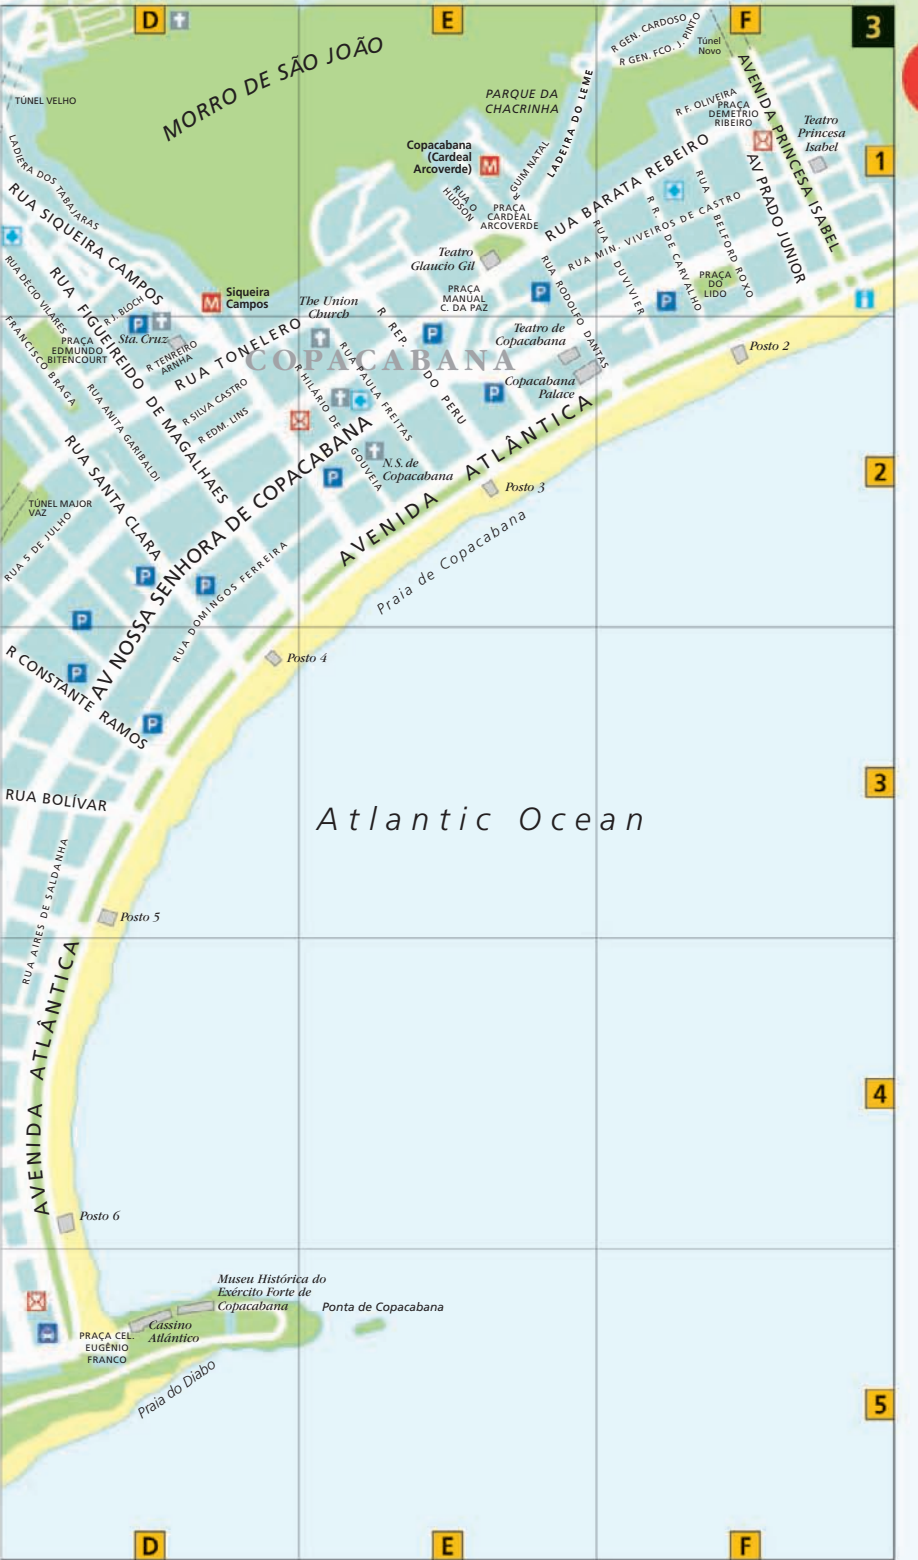 D
E
F
3
MORRO DE SÃO JOÃO
TÚNEL VELHO
PARQUE DA
CHACRINHA
R GEN. CARDOSO
R GEN. FCO. J. PINTO
Túnel
Novo
AVENIDA PRINCESA ISABEL
LADEIRA DO LEME
R F. OLIVEIRA
PRAÇA
DEMETRIO
RIBEIRO
Teatro
Princesa
Isabel
1
Copacabana
(Cardeal
Arcoverde)
M
R GUIM NATAL
RUA O
HUDSON
PRAÇA
CARDEAL
ARCOVERDE
RUA BARATA REBEIRO
AV PRADO JUNIOR
LADIERA DOS TABAJARAS
RUA SIQUEIRA CAMPOS
RUA MIN. VIVEIROS DE CASTRO
RUA DUVIVIER
R R. DE CARVALHO
RUA BELFORD ROXO
PRAÇA
DO
LIDO
Teatro
Glaucio Gil
PRAÇA
MANUAL
C. DA PAZ
P
P
i
RUA RODOLFO DANTAS
RUA DÉCIO VILARES
RUA FIGUEIREIDO DE MAGALHAES
R J. BLOCH
M
Siqueira
Campos
The Union
Church
P
Sta. Cruz
R TENREIRO
ARNHA
RUA TONELERO
COPACABANA
R. REP. DO PERU
P
Teatro de
Copacabana
Copacabana
Palace
Posto 2
FRANCISCO BRAGA
PRAÇA
EDMUNDO
BITENCOURT
RUA ANITA GARIBALDI
R SILVA CASTRO
R EDM. LINS
R HILÁRIO DE GOUVEIA
RUA PAULA FREITAS
P
AVENIDA ATLÂNTICA
2
RUA SANTA CLARA
AV NOSSA SENHORA DE COPACABANA
N.S. de
Copacabana
P
Posto 3
TÚNEL MAJOR
VAZ
RUA 5 DE JULHO
Praia de Copacabana
P
P
RUA DOMINGOS FERREIRA
P
Posto 4
P
R CONSTANTE RAMOS
P
3
RUA BOLÍVAR
Atlantic Ocean
RUA AIRES DE SALDANHA
Posto 5
AVENIDA ATLÂNTICA
4
Posto 6
Museu Histórica do
Exército Forte de
Copacabana
Ponta de Copacabana
Cassino
Atlántico
PRAÇA CEL.
EUGÊNIO
FRANCO
Praia do Diabo
5
D
E
F